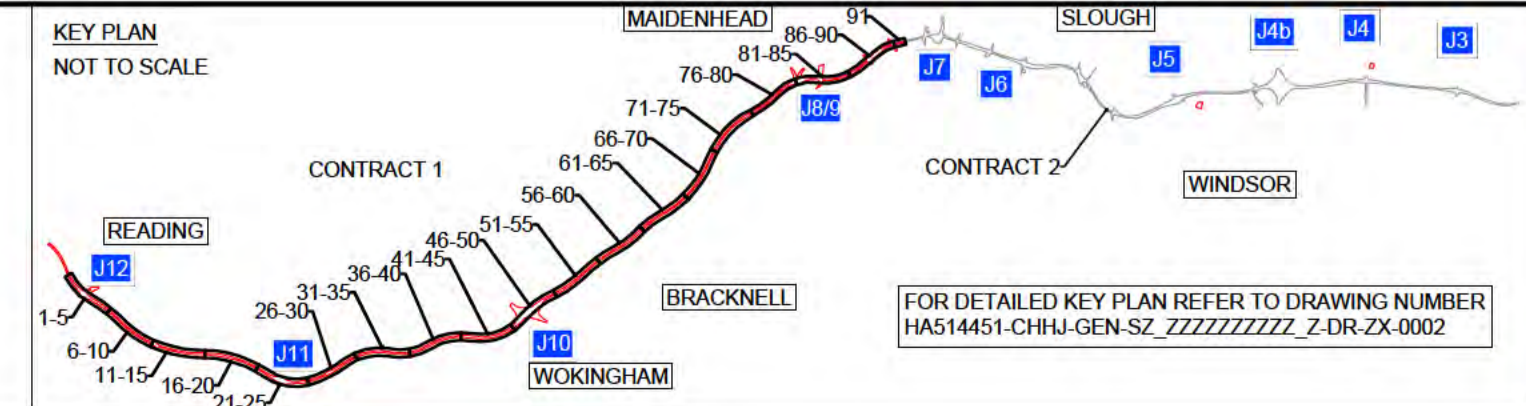 KEY PLAN
NOT TO SCALE
MAIDENHEAD
91
SLOUGH
86-90
81-85
76-80
71-75
66-70
61-65
56-60
51-55
46-50
41-45
36-40
31-35
26-30
J8/9
J7
J6
J5
J4b
J4
J3
CONTRACT 1
CONTRACT 2
WINDSOR
READING
J12
1-5
6-10
11-15
16-20
21-25
J11
J10
WOKINGHAM
BRACKNELL
FOR DETAILED KEY PLAN REFER TO DRAWING NUMBER
HA514451-CHHJ-GEN-SZ_ZZZZZZZZZZ_Z-DR-ZX-0002